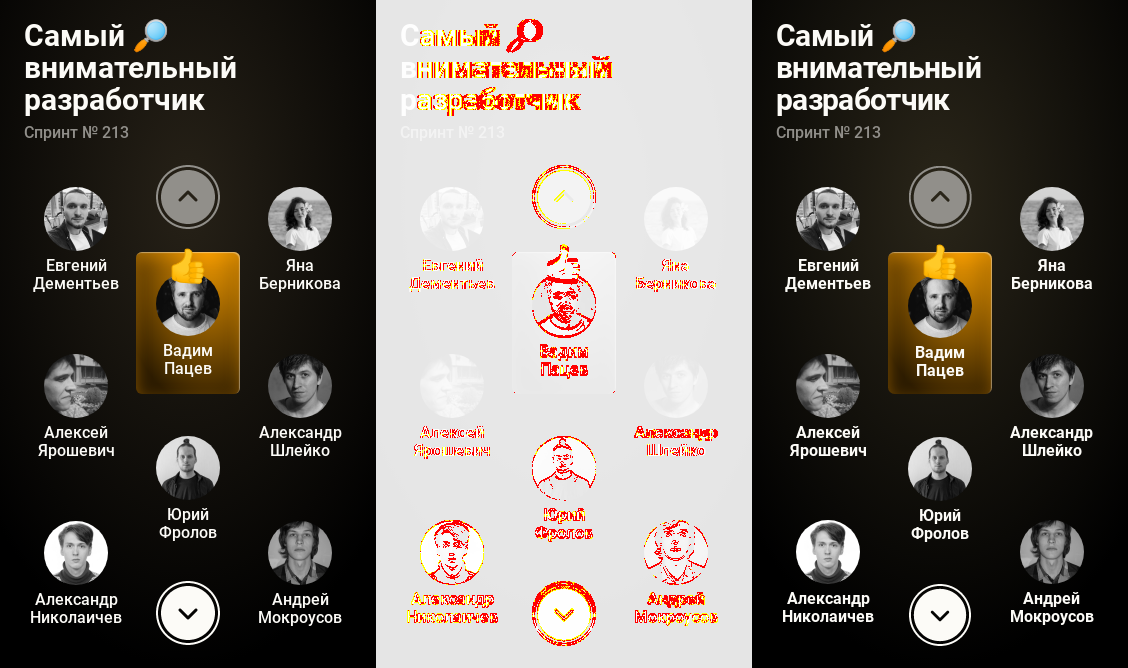 Самый
внимательный
разработчик
Спринт № 213
Евгений
Дементьев
Яна
Берникова
Вадим
Пацев
Алексей
Ярошевич
Александр
Шлейко
Юрий
Фролов
Александр
Николаичев
Андрей
Мокроусов
Самый
внимательный
разработчик
Спринт № 213
Евгений
Дементьев
Яна
Берникова
Вадим
Пацев
Алексей
Ярошевич
Александр
Шлейко
Юрий
Фролов
Александр
Николаичев
Андрей
Мокроусов
Самый
внимательный
разработчик
Спринт № 213
Евгений
Дементьев
Яна
Берникова
Вадим
Пацев
Алексей
Ярошевич
Александр
Шлейко
Юрий
Фролов
Александр
Николаичев
Андрей
Мокроусов